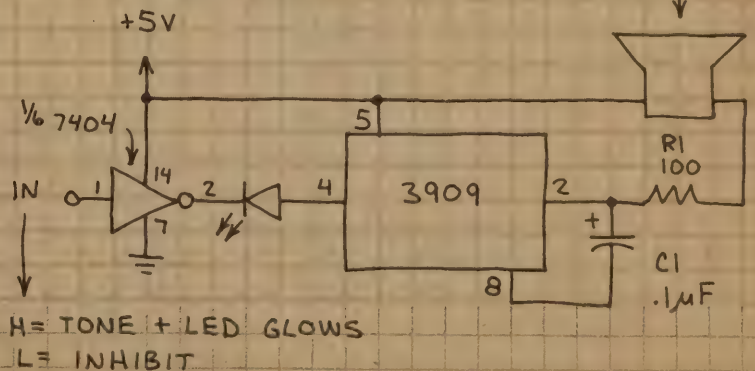 +5V
1/6 7404
14
IN
1
2
7
4
5
3909
2
8
R1
100
+
C1
.1µF
H= TONE + LED GLOWS
L= INHIBIT